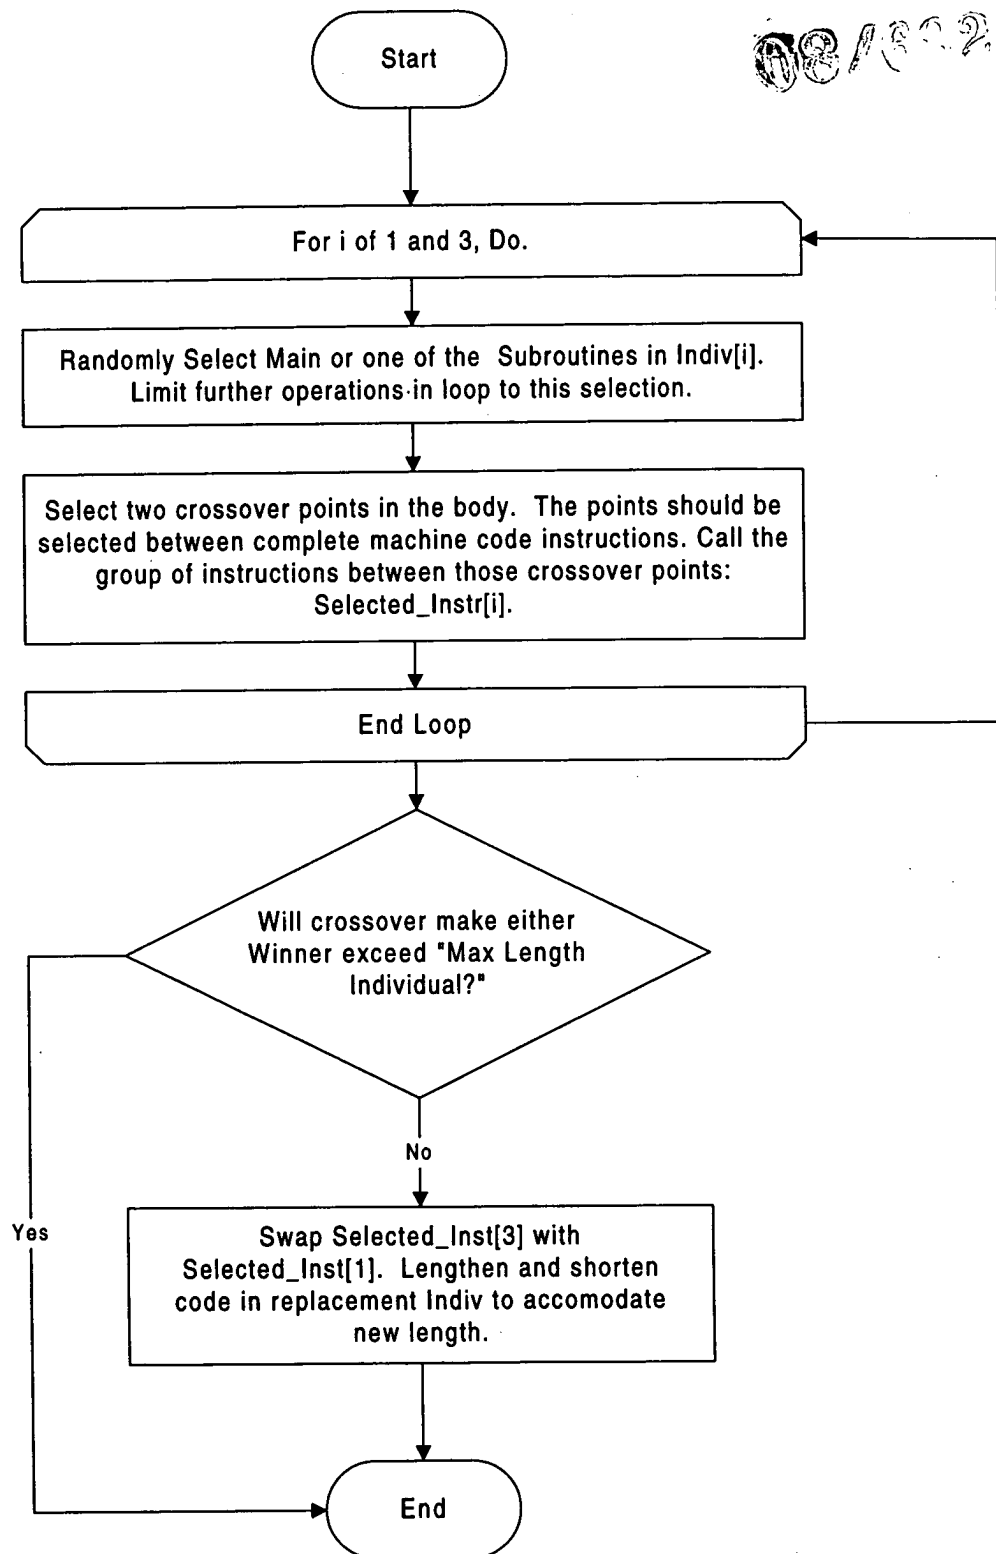 Start
For i of 1 and 3, Do.
Randomly Select Main or one of the Subroutines in Indiv[i].
Limit further operations in loop to this selection.
Select two crossover points in the body. The points should be
selected between complete machine code instructions. Call the
group of instructions between those crossover points:
Selected_Instr[i].
End Loop
Will crossover make either
Winner exceed "Max Length
Individual?"
No
Yes
Swap Selected_Inst[3] with
Selected_Inst[1]. Lengthen and shorten
code in replacement Indiv to accomodate
new length.
End